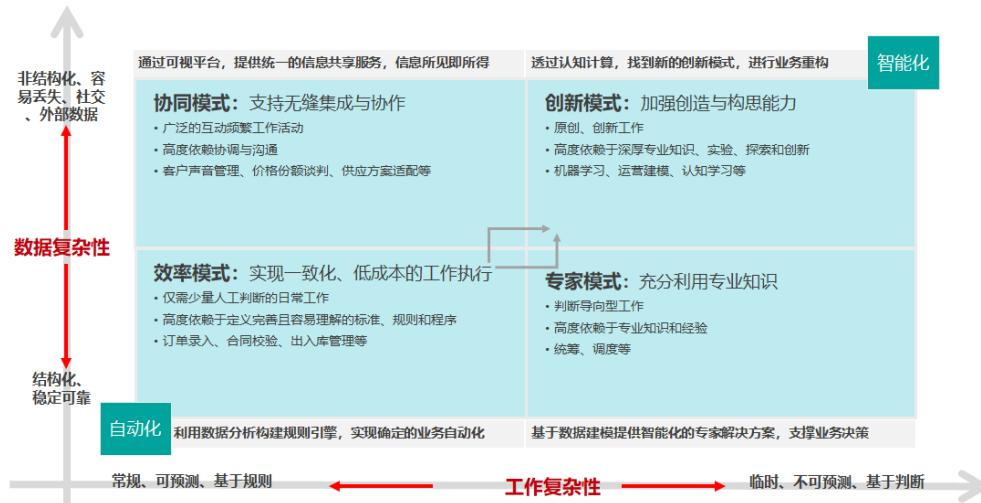 通过可视平台，提供统一的信息共享服务，信息所见即所得
透过认知计算，找到新的创新模式，进行业务重构
智能化
非结构化、容
易丢失、社交
、外部数据
协同模式：支持无缝集成与协作
• 广泛的互动频繁工作活动
• 高度依赖协调与沟通
• 客户声音管理、价格份额谈判、供应方案适配等
创新模式：加强创造与构思能力
• 原创、创新工作
• 高度依赖于深厚专业知识、实验、探索和创新
• 机器学习、运营建模、认知学习等
数据复杂性
效率模式：实现一致化、低成本的工作执行
• 仅需少量人工判断的日常工作
• 高度依赖于定义完善且容易理解的标准、规则和程序
• 订单录入、合同校验、出入库管理等
专家模式：充分利用专业知识
• 判断导向型工作
• 高度依赖于专业知识和经验
• 统筹、调度等
结构化、
稳定可靠
自动化
利用数据分析构建规则引擎，实现确定的业务自动化
基于数据建模提供智能化的专家解决方案，支撑业务决策
常规、可预测、基于规则
工作复杂性
临时、不可预测、基于判断